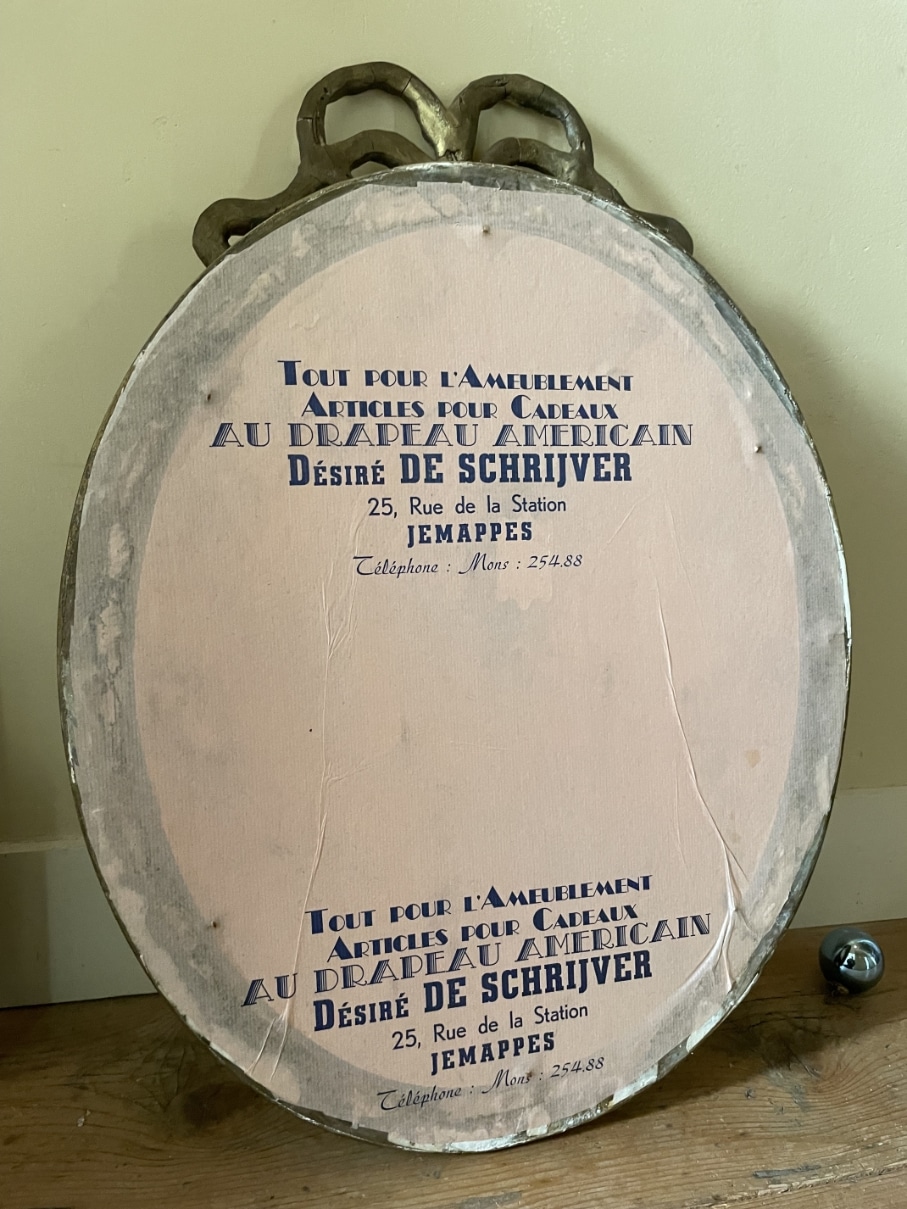 Tout pour l'Ameublement
Articles pour Cadeaux
AU DRAPEAU AMERICAIN
Désiré DE SCHRIJVER
25, Rue de la Station
JEMAPPES
Téléphone : Mons : 254.88
Tout pour l'Ameublement
Articles pour Cadeaux
AU DRAPEAU AMERICAIN
Désiré DE SCHRIJVER
25, Rue de la Station
JEMAPPES
Téléphone : Mons : 254.88